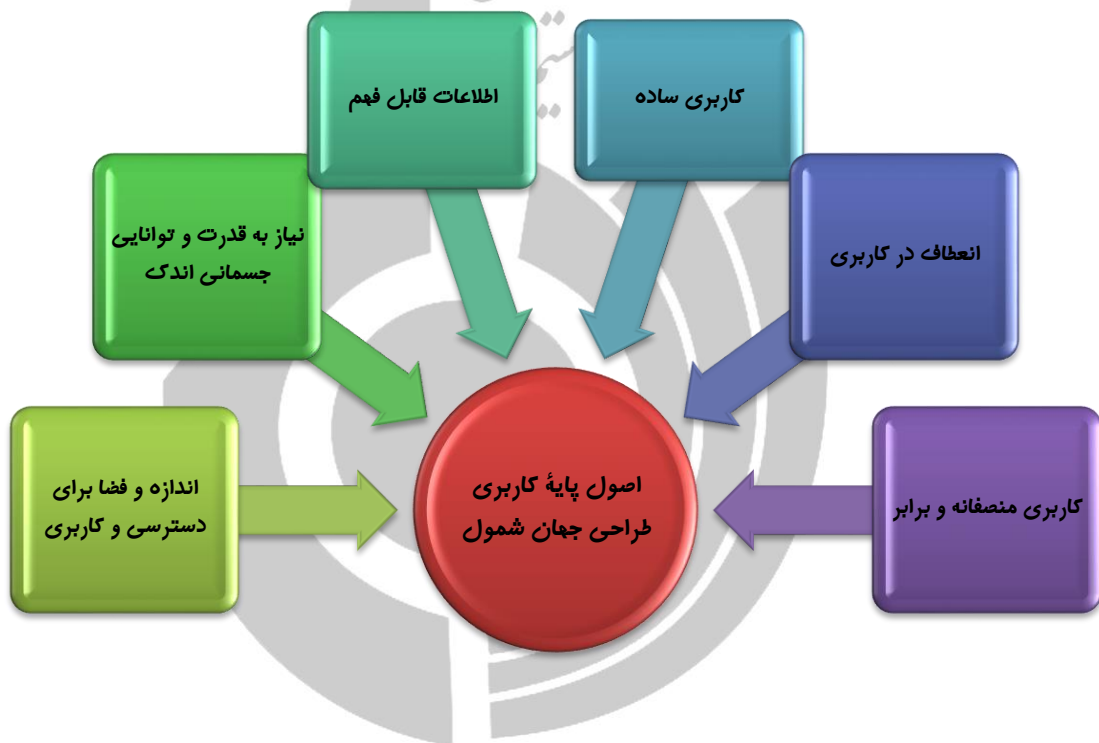 کاربری ساده
اطلاعات قابل فهم
انعطاف در کاربری
نیاز به قدرت و توانایی
جسمانی اندک
کاربری منصفانه و برابر
اصول پایۀ کاربری
طراحی جهان شمول
اندازه و فضا برای
دسترسی و کاربری